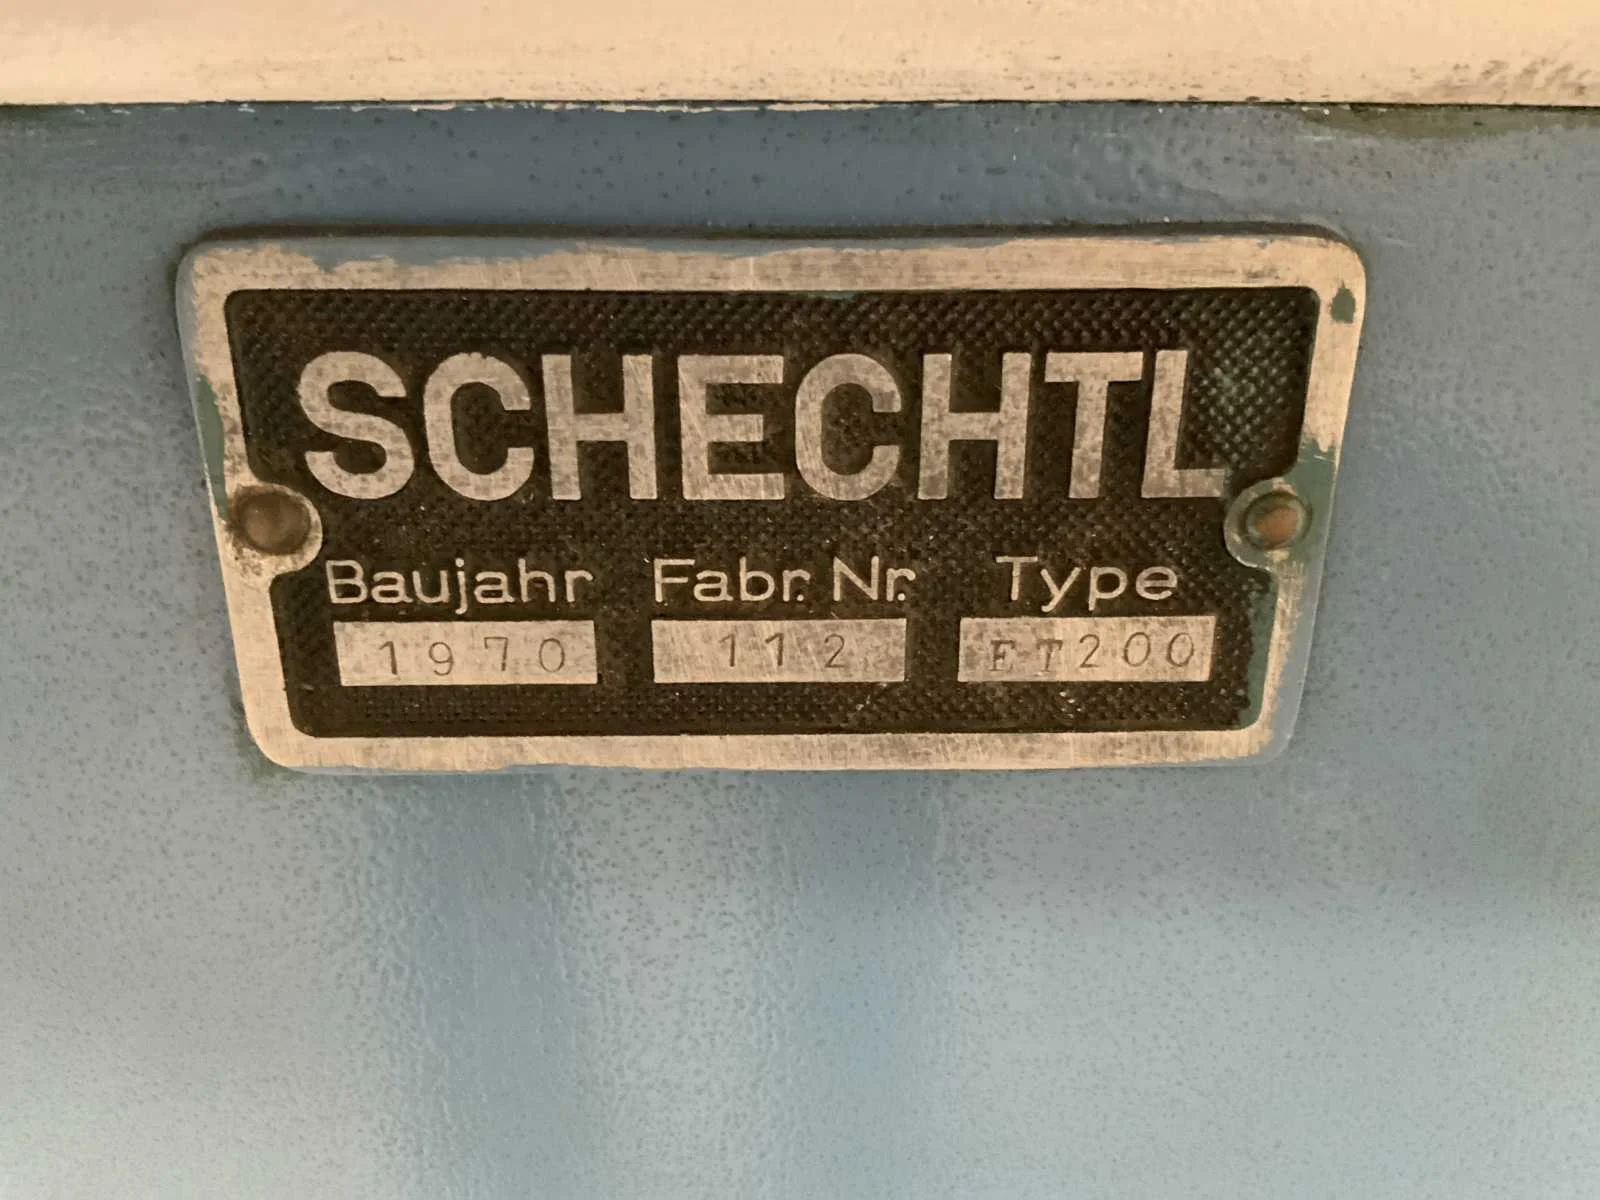 SCHECHTL
Baujahr Fabr. Nr. Type
1970 112 ET200